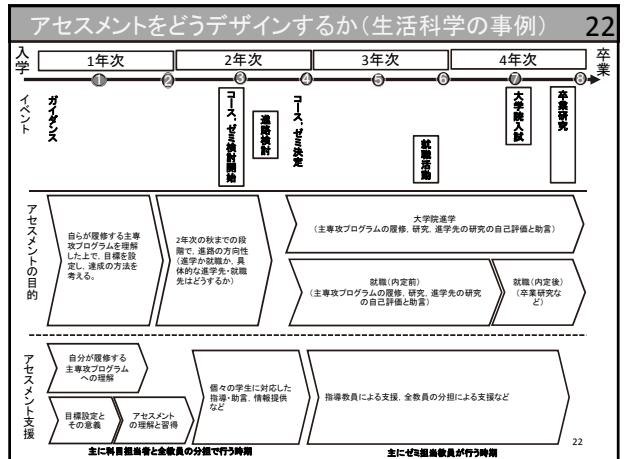 アセスメントをどうデザインするか（生活科学の事例）
22
入学
1年次
2年次
3年次
4年次
卒業
①
②
③
④
⑤
⑥
⑦
⑧
イベント
ガイダンス
コース、ゼミ検討開始
進路検討
コース、ゼミ決定
就職活動
大学院入試
卒業研究
アセスメントの目的
自らが履修する主専
攻プログラムを理解
した上で、目標を設
定し、達成の方法を
考える。
2年次の秋までの段
階で、進路の方向性
（進学か就職か、具
体的な進学先・就職
先はどうするか）
大学院進学
（主専攻プログラムの履修、研究、進学先の研究の自己評価と助言）
就職（内定前）
（主専攻プログラムの履修、研究、進学先の研究
の自己評価と助言）
就職（内定後）
（卒業研究な
ど）
アセスメント支援
自分が履修する
主専攻プログラム
への理解
目標設定と
その意義
アセスメント
の理解と習得
個々の学生に対応した
指導・助言、情報提供
など
指導教員による支援、全教員の分担による支援など
主に科目担当者と全教員の分担で行う時期
主にゼミ担当教員が行う時期
22